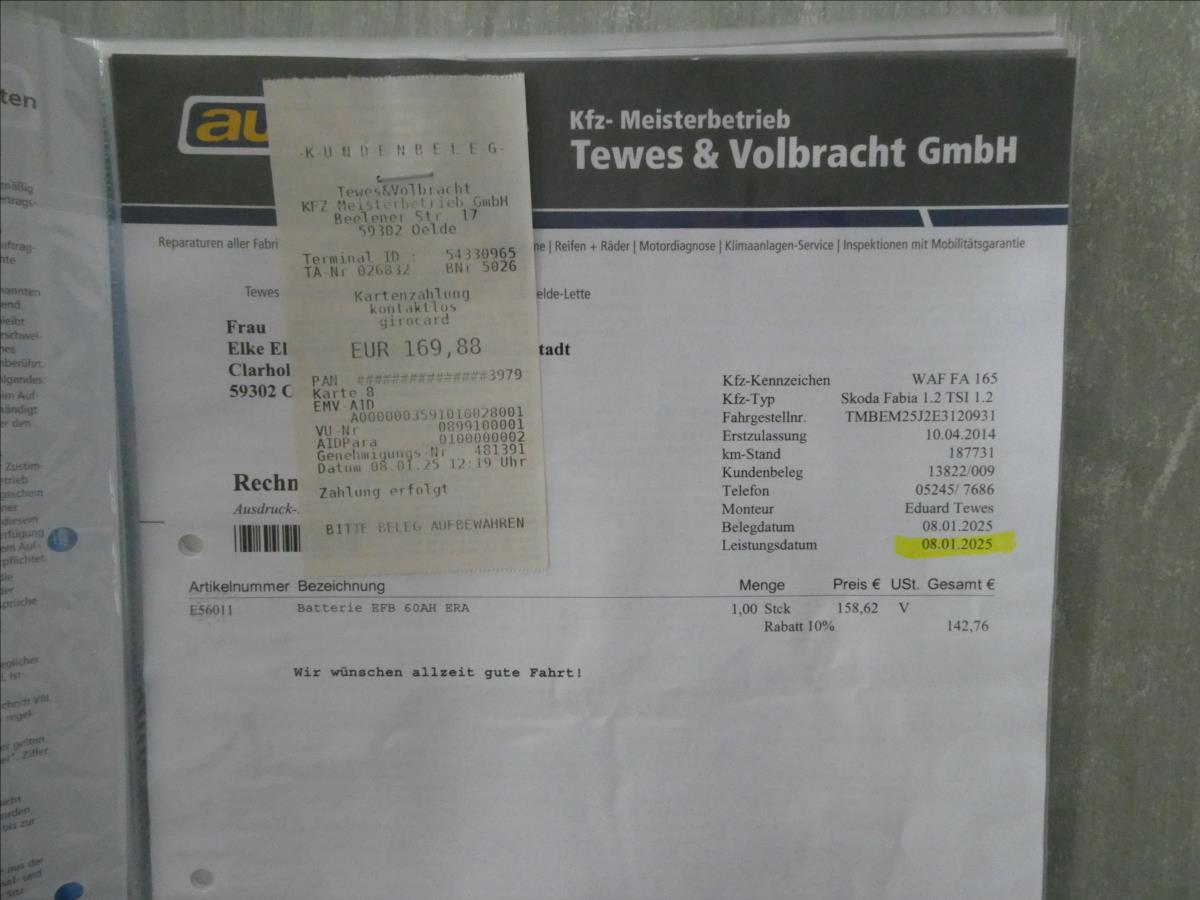 au
Kfz- Meisterbetrieb
Tewes & Volbracht GmbH
Reparaturen aller Fabri
ne | Reifen + Räder | Motordiagnose | Klimaanlagen-Service | Inspektionen mit Mobilitätsgarantie
-KUNDENBELEG-
Tewes&Volbracht
KFZ Meisterbetrieb GmbH
Beelener Str. 17
59302 Oelde
Terminal-ID : 54330965
TA-Nr 026832 BNr 5026
Kartenzahlung
kontaktlos
girocard
EUR 169,88
PAN ###############3979
Karte 8
EMV-AID
A0000003591010028001
VU-Nr 0899100001
AIDPara 0100000002
Genehmigungs-Nr 481391
Datum 08.01.25 12:19 Uhr
Zahlung erfolgt
BITTE BELEG AUFBEWAHREN
Tewes
elde-Lette
Frau
Elke El
tadt
Clarhol
59302 O
Kfz-Kennzeichen WAF FA 165
Kfz-Typ Skoda Fabia 1.2 TSI 1.2
Fahrgestellnr. TMBEM25J2E3120931
Erstzulassung 10.04.2014
km-Stand 187731
Kundenbeleg 13822/009
Telefon 05245/ 7686
Monteur Eduard Tewes
Belegdatum 08.01.2025
Leistungsdatum 08.01.2025
Rechn
Ausdruck-
Artikelnummer Bezeichnung Menge Preis € USt. Gesamt €
E56011 Batterie EFB 60AH ERA 1,00 Stck 158,62 V
Rabatt 10% 142,76
Wir wünschen allzeit gute Fahrt!